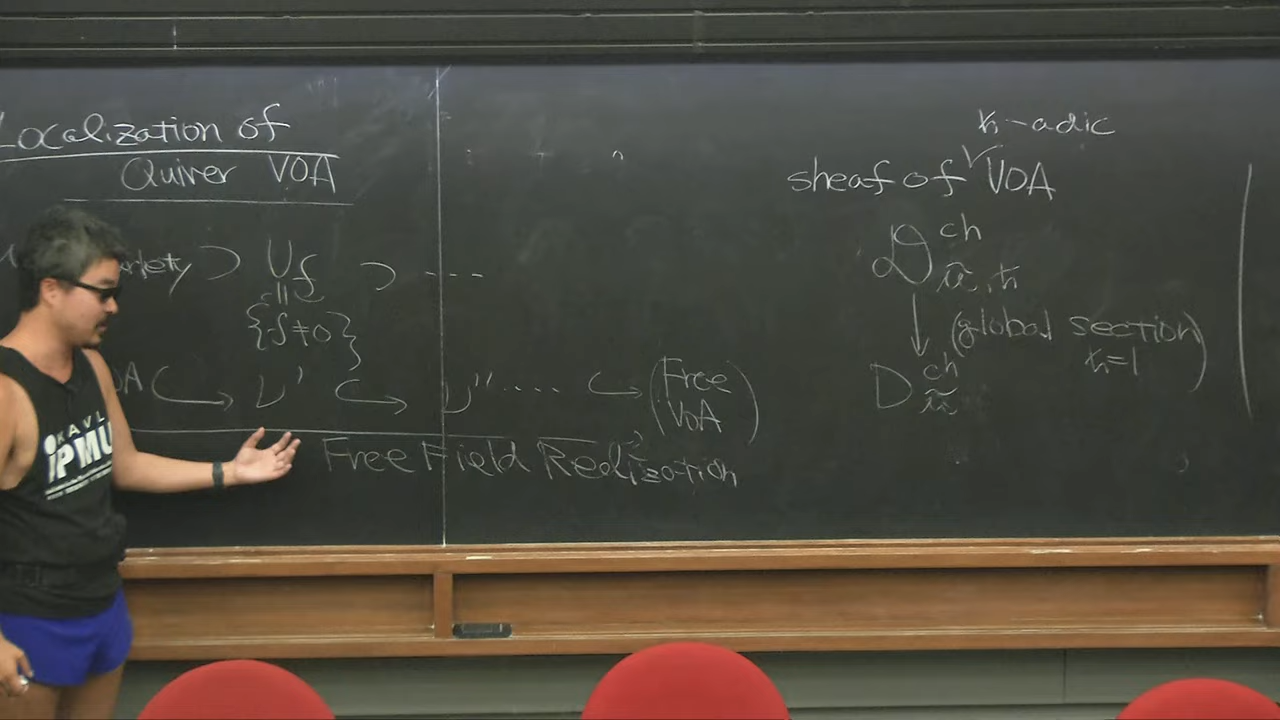 Localization of
Quiver VOA
⊃ U_f ⊃ ----
||
{f≠0}
↪ V' ↪ V'' ···· ↪ (Free VOA)
Free Field Realization
ħ-adic
sheaf of VOA
𝒟^ch
ħ
↓ (global section ħ=1)
D^ch
KAVLI
IPMU